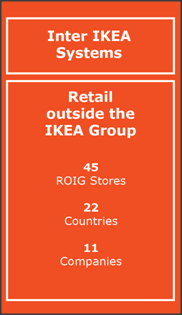 Inter IKEA
Systems
Retail
outside the
IKEA Group
45
ROIG Stores
22
Countries
11
Companies